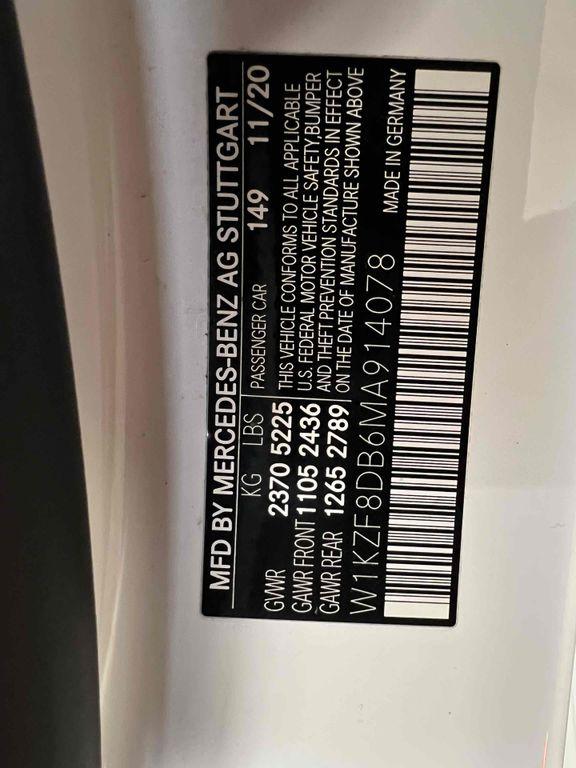 MFD BY MERCEDES-BENZ AG STUTTGART
KG LBS PASSENGER CAR 149 11/20
GVWR 2370 5225 THIS VEHICLE CONFORMS TO ALL APPLICABLE
GAWR FRONT 1105 2436 U.S. FEDERAL MOTOR VEHICLE SAFETY, BUMPER
GAWR REAR 1265 2789 AND THEFT PREVENTION STANDARDS IN EFFECT
ON THE DATE OF MANUFACTURE SHOWN ABOVE
W1KZF8DB6MA914078
MADE IN GERMANY